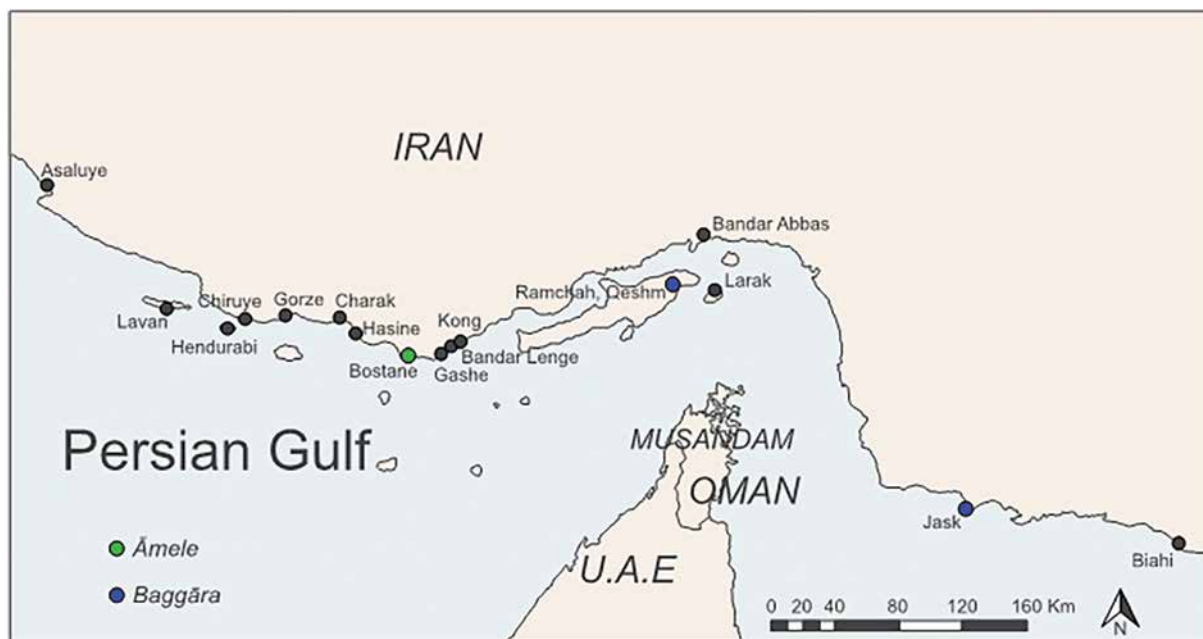 IRAN
Asaluye
Bandar Abbas
Ramckah, Qeshm
Larak
Lavan
Chiruye
Gorze
Charak
Hendurabi
Hasine
Kong
Bostane
Bandar Lenge
Gashe
Persian Gulf
MUSANDAM
OMAN
Jask
Biahi
U.A.E
Āmele
Baggāra
0 20 40 80 120 160 Km
N